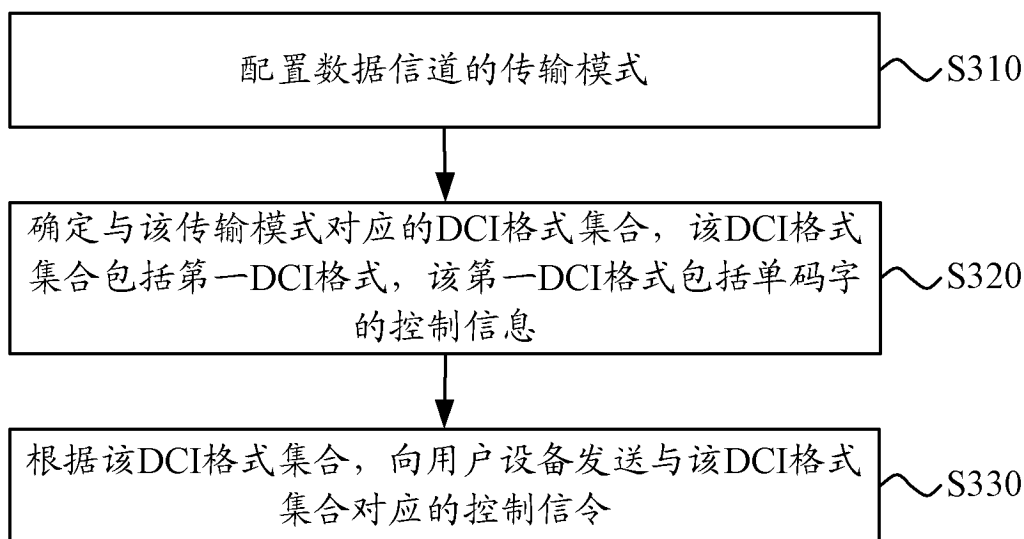 配置数据信道的传输模式
S310
确定与该传输模式对应的DCI格式集合，该DCI格式
集合包括第一DCI格式，该第一DCI格式包括单码字
的控制信息
S320
根据该DCI格式集合，向用户设备发送与该DCI格式
集合对应的控制信令
S330